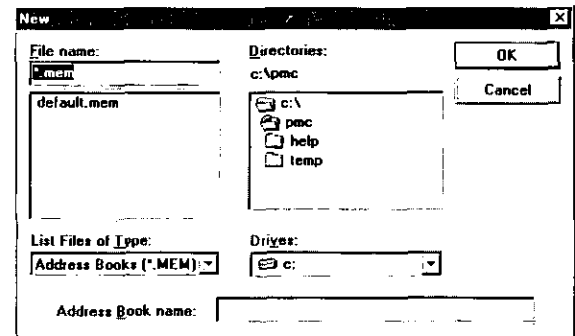 New
File name:
*.mem
default.mem
List Files of Type:
Address Books (*.MEM)
Directories:
c:\pmc
c:\
pmc
help
temp
Drives:
c:
OK
Cancel
Address Book name: